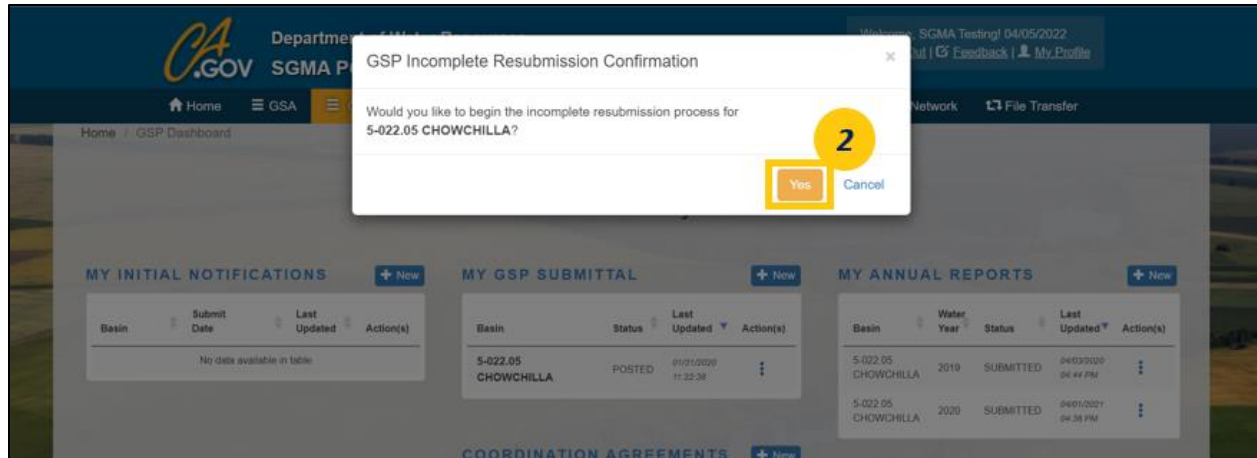 CA
.GOV
Departme
SGMA P
Welcome, SGMA Testing! 04/05/2022
Out | Feedback | My Profile
GSP Incomplete Resubmission Confirmation
×
Home
GSA
Network
File Transfer
Would you like to begin the incomplete resubmission process for
5-022.05 CHOWCHILLA?
2
Yes
Cancel
Home / GSP Dashboard
MY INITIAL NOTIFICATIONS
+ New
Basin
Submit Date
Last Updated
Action(s)
No data available in table
MY GSP SUBMITTAL
+ New
Basin
Status
Last Updated
Action(s)
5-022.05 CHOWCHILLA
POSTED
01/31/2020 11:22:38
MY ANNUAL REPORTS
+ New
Basin
Water Year
Status
Last Updated
Action(s)
5-022.05 CHOWCHILLA
2019
SUBMITTED
04/03/2020 04:44 PM
5-022.05 CHOWCHILLA
2020
SUBMITTED
04/01/2021 04:38 PM
COORDINATION AGREEMENTS
+ New